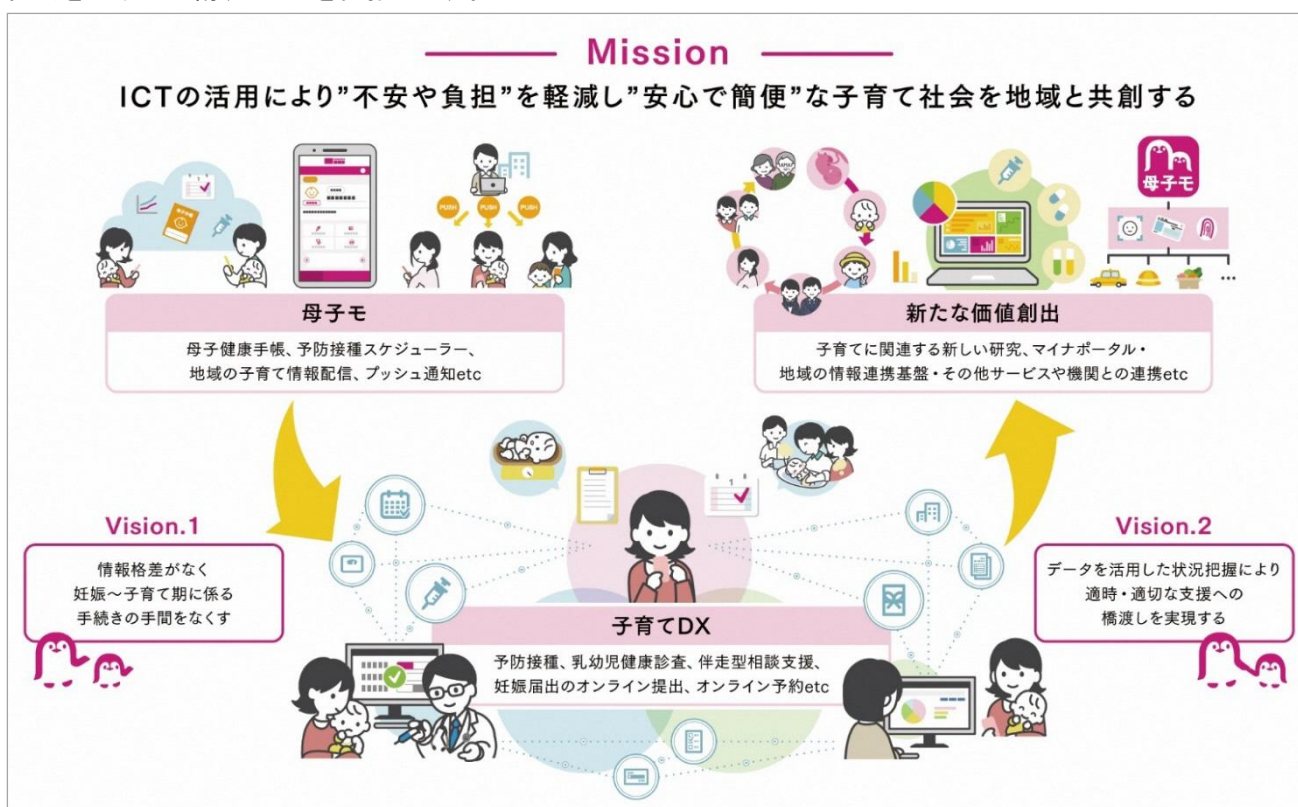 Mission
ICTの活用により"不安や負担"を軽減し"安心で簡便"な子育て社会を地域と共創する
PUSH
PUSH
PUSH
母子モ
母子モ
母子健康手帳、予防接種スケジューラー、
地域の子育て情報配信、プッシュ通知etc
新たな価値創出
子育てに関連する新しい研究、マイナポータル・
地域の情報連携基盤・その他サービスや機関との連携etc
Vision.1
情報格差がなく
妊娠〜子育て期に係る
手続きの手間をなくす
Vision.2
データを活用した状況把握により
適時・適切な支援への
橋渡しを実現する
子育てDX
予防接種、乳幼児健康診査、伴走型相談支援、
妊娠届出のオンライン提出、オンライン予約etc